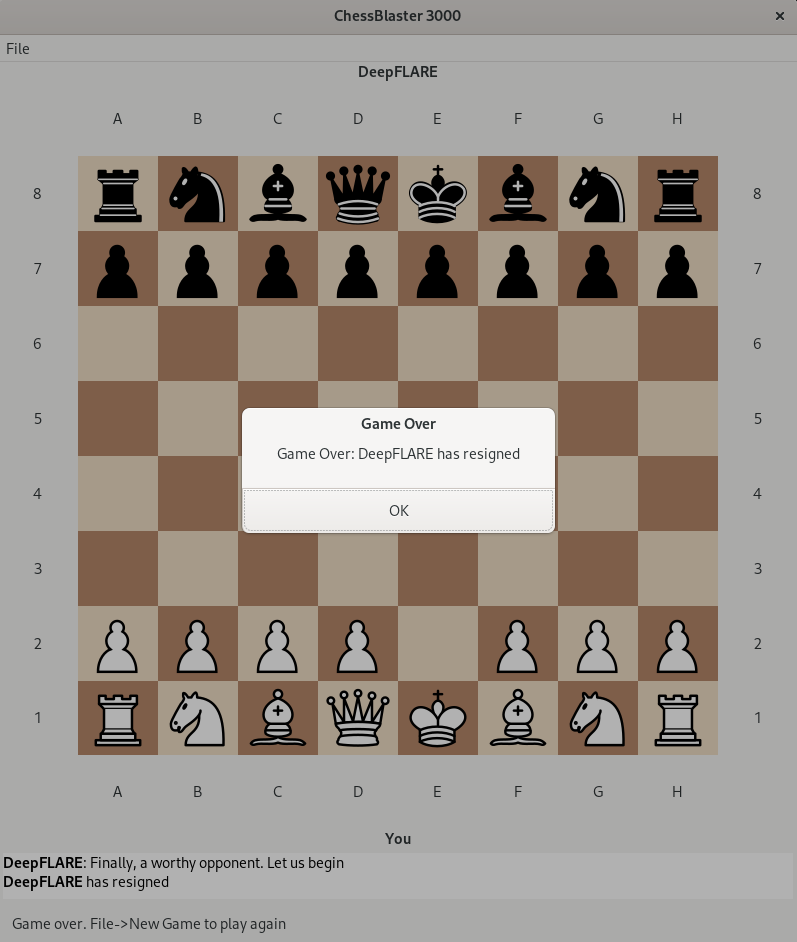 ChessBlaster 3000 ×
File
DeepFLARE
A B C D E F G H
8 8
7 7
6 6
5 5
Game Over
Game Over: DeepFLARE has resigned
4 4
OK
3 3
2 2
1 1
A B C D E F G H
You
DeepFLARE: Finally, a worthy opponent. Let us begin
DeepFLARE has resigned
Game over. File->New Game to play again